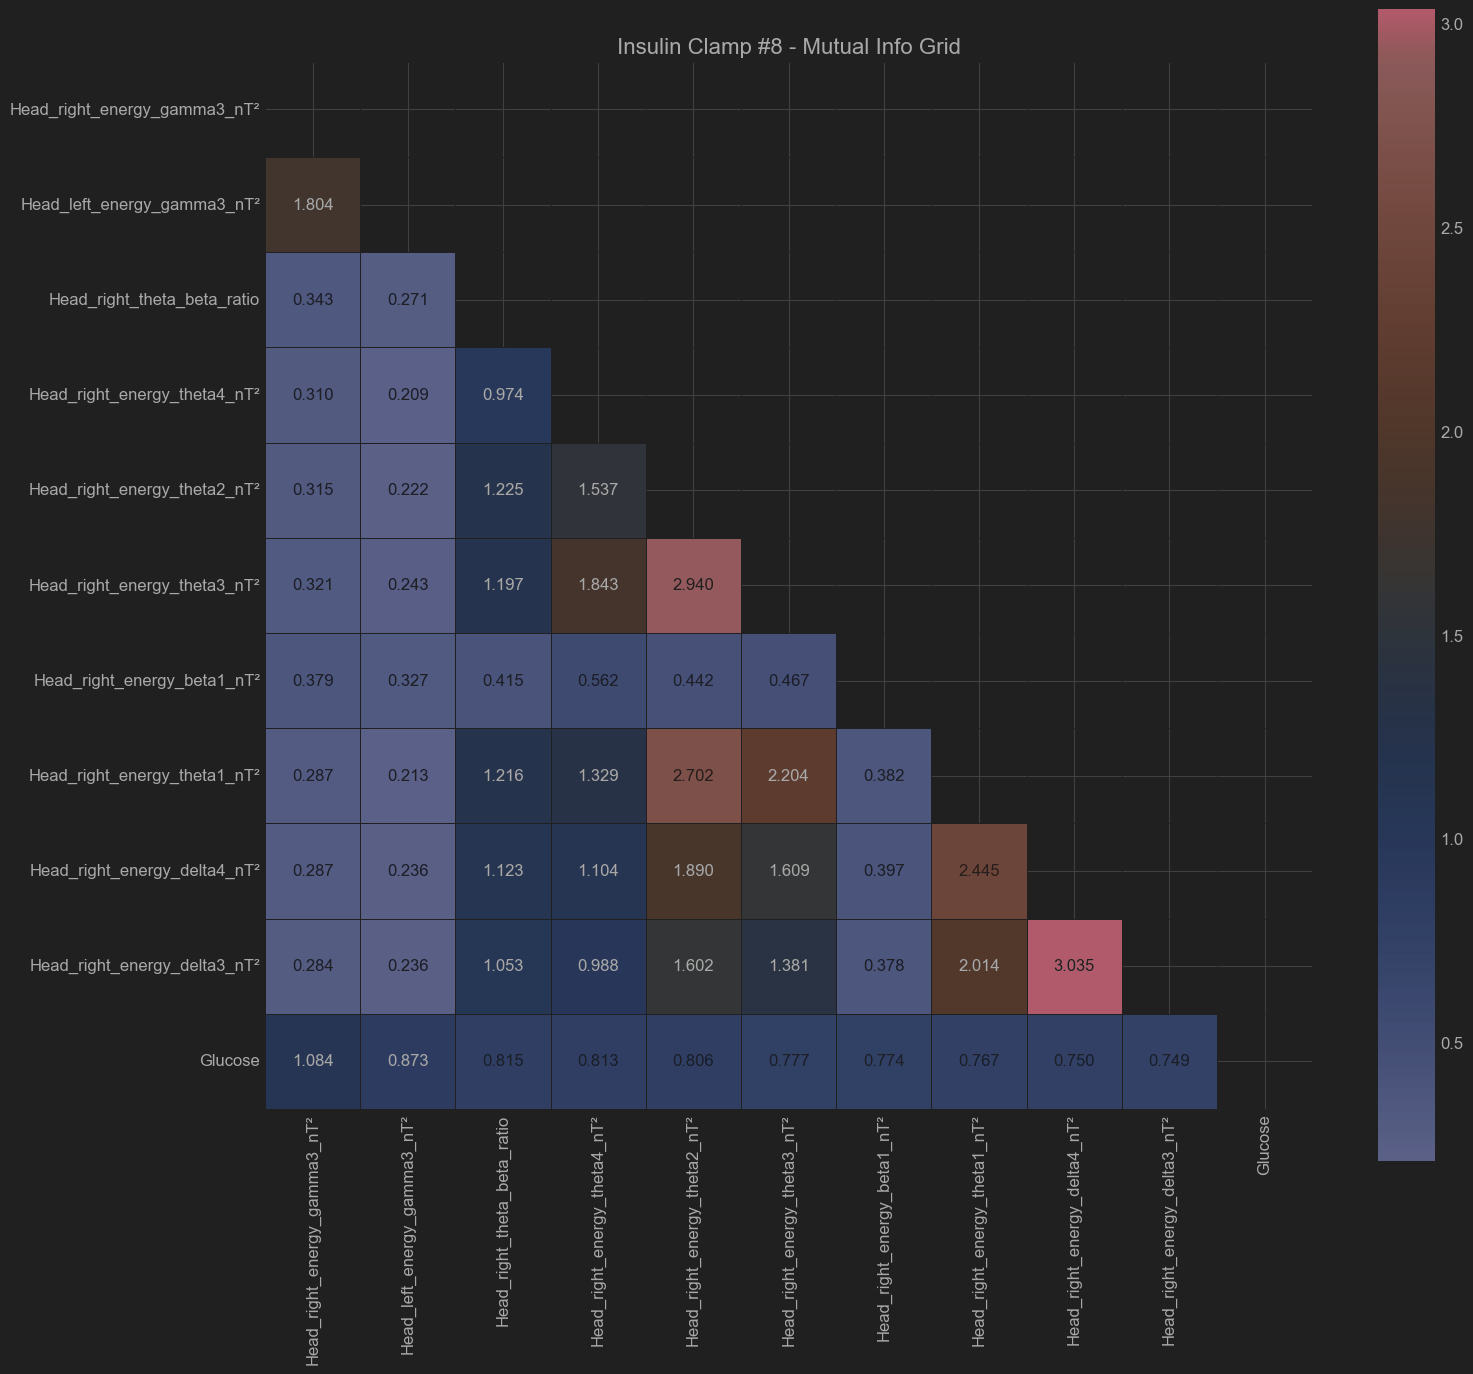 Insulin Clamp #8 - Mutual Info Grid
3.0
2.5
2.0
1.5
1.0
0.5
Head_right_energy_gamma3_nT²
Head_left_energy_gamma3_nT² 1.804
Head_right_theta_beta_ratio 0.343 0.271
Head_right_energy_theta4_nT² 0.310 0.209 0.974
Head_right_energy_theta2_nT² 0.315 0.222 1.225 1.537
Head_right_energy_theta3_nT² 0.321 0.243 1.197 1.843 2.940
Head_right_energy_beta1_nT² 0.379 0.327 0.415 0.562 0.442 0.467
Head_right_energy_theta1_nT² 0.287 0.213 1.216 1.329 2.702 2.204 0.382
Head_right_energy_delta4_nT² 0.287 0.236 1.123 1.104 1.890 1.609 0.397 2.445
Head_right_energy_delta3_nT² 0.284 0.236 1.053 0.988 1.602 1.381 0.378 2.014 3.035
Glucose 1.084 0.873 0.815 0.813 0.806 0.777 0.774 0.767 0.750 0.749
Head_right_energy_gamma3_nT²
Head_left_energy_gamma3_nT²
Head_right_theta_beta_ratio
Head_right_energy_theta4_nT²
Head_right_energy_theta2_nT²
Head_right_energy_theta3_nT²
Head_right_energy_beta1_nT²
Head_right_energy_theta1_nT²
Head_right_energy_delta4_nT²
Head_right_energy_delta3_nT²
Glucose